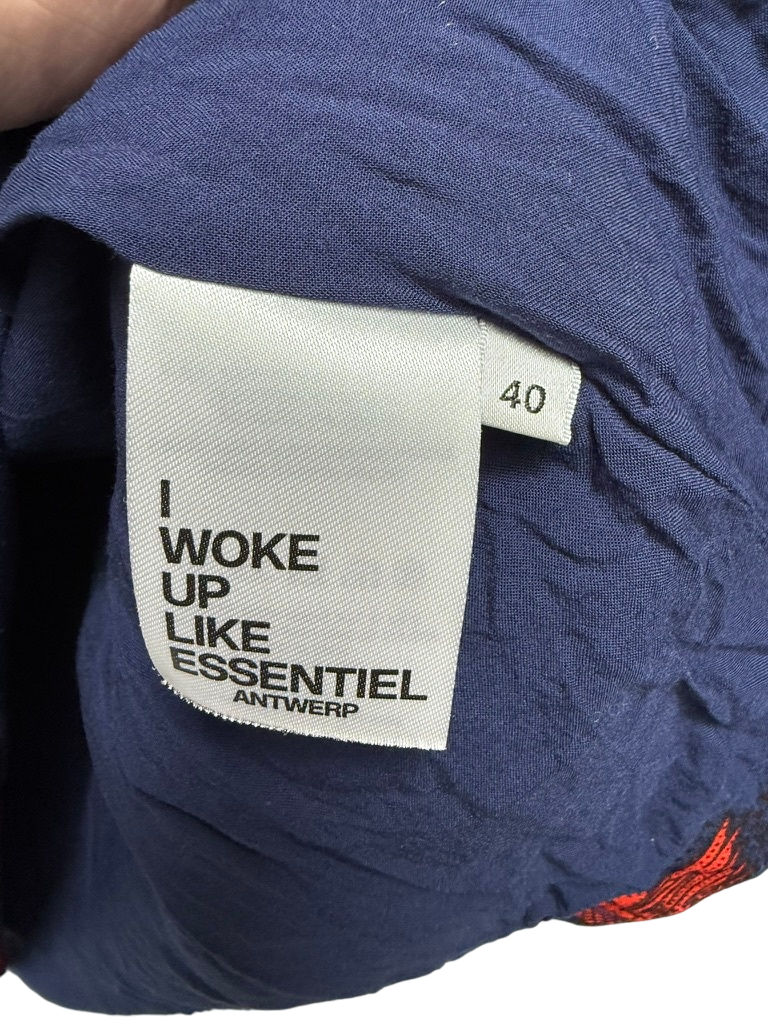 40
I
WOKE
UP
LIKE
ESSENTIEL
ANTWERP